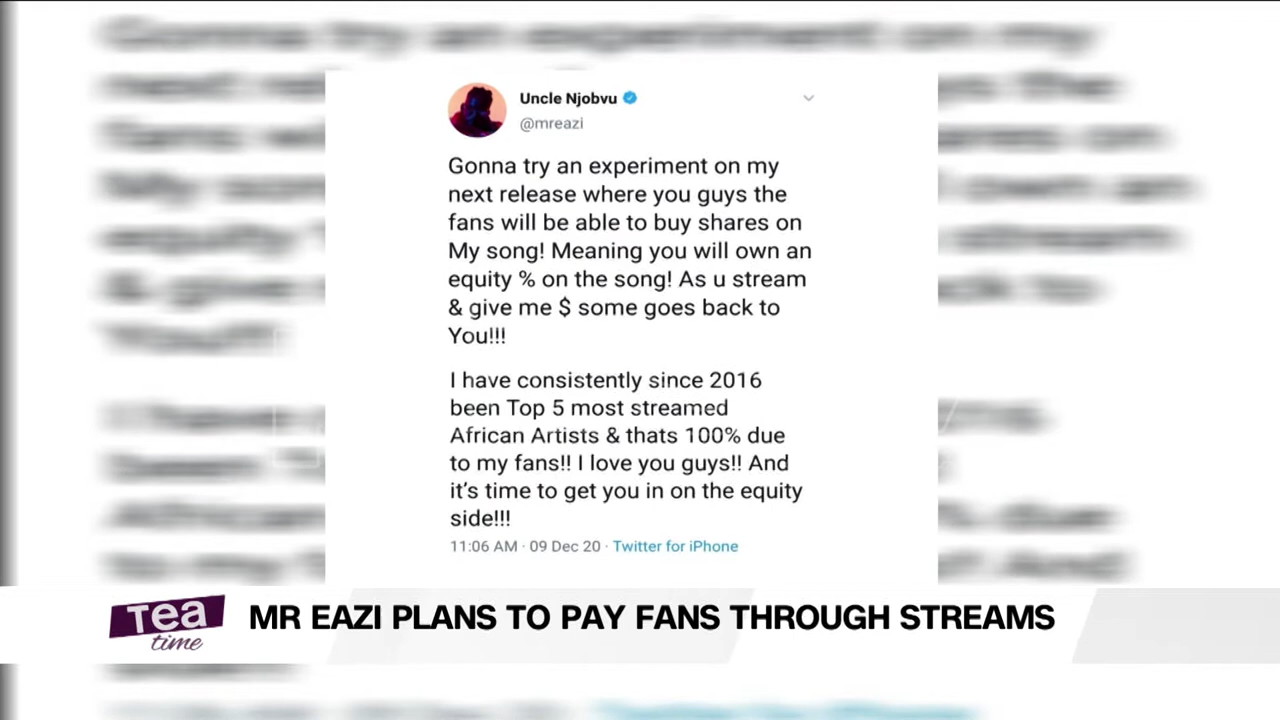 Uncle Njobvu
@mreazi
Gonna try an experiment on my
next release where you guys the
fans will be able to buy shares on
My song! Meaning you will own an
equity % on the song! As u stream
& give me $ some goes back to
You!!!
I have consistently since 2016
been Top 5 most streamed
African Artists & thats 100% due
to my fans!! I love you guys!! And
it's time to get you in on the equity
side!!!
11:06 AM · 09 Dec 20 · Twitter for iPhone
Tea
time
MR EAZI PLANS TO PAY FANS THROUGH STREAMS